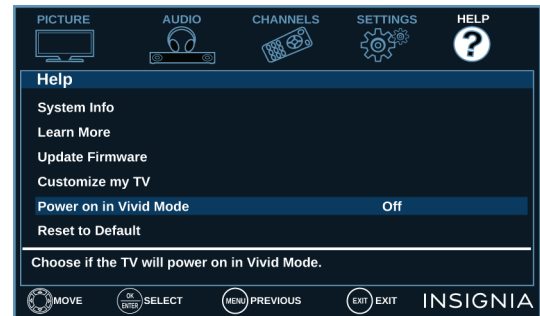 PICTURE AUDIO CHANNELS SETTINGS HELP
?
Help
System Info
Learn More
Update Firmware
Customize my TV
Power on in Vivid Mode Off
Reset to Default
Choose if the TV will power on in Vivid Mode.
MOVE OK ENTER SELECT MENU PREVIOUS EXIT EXIT INSIGNIA